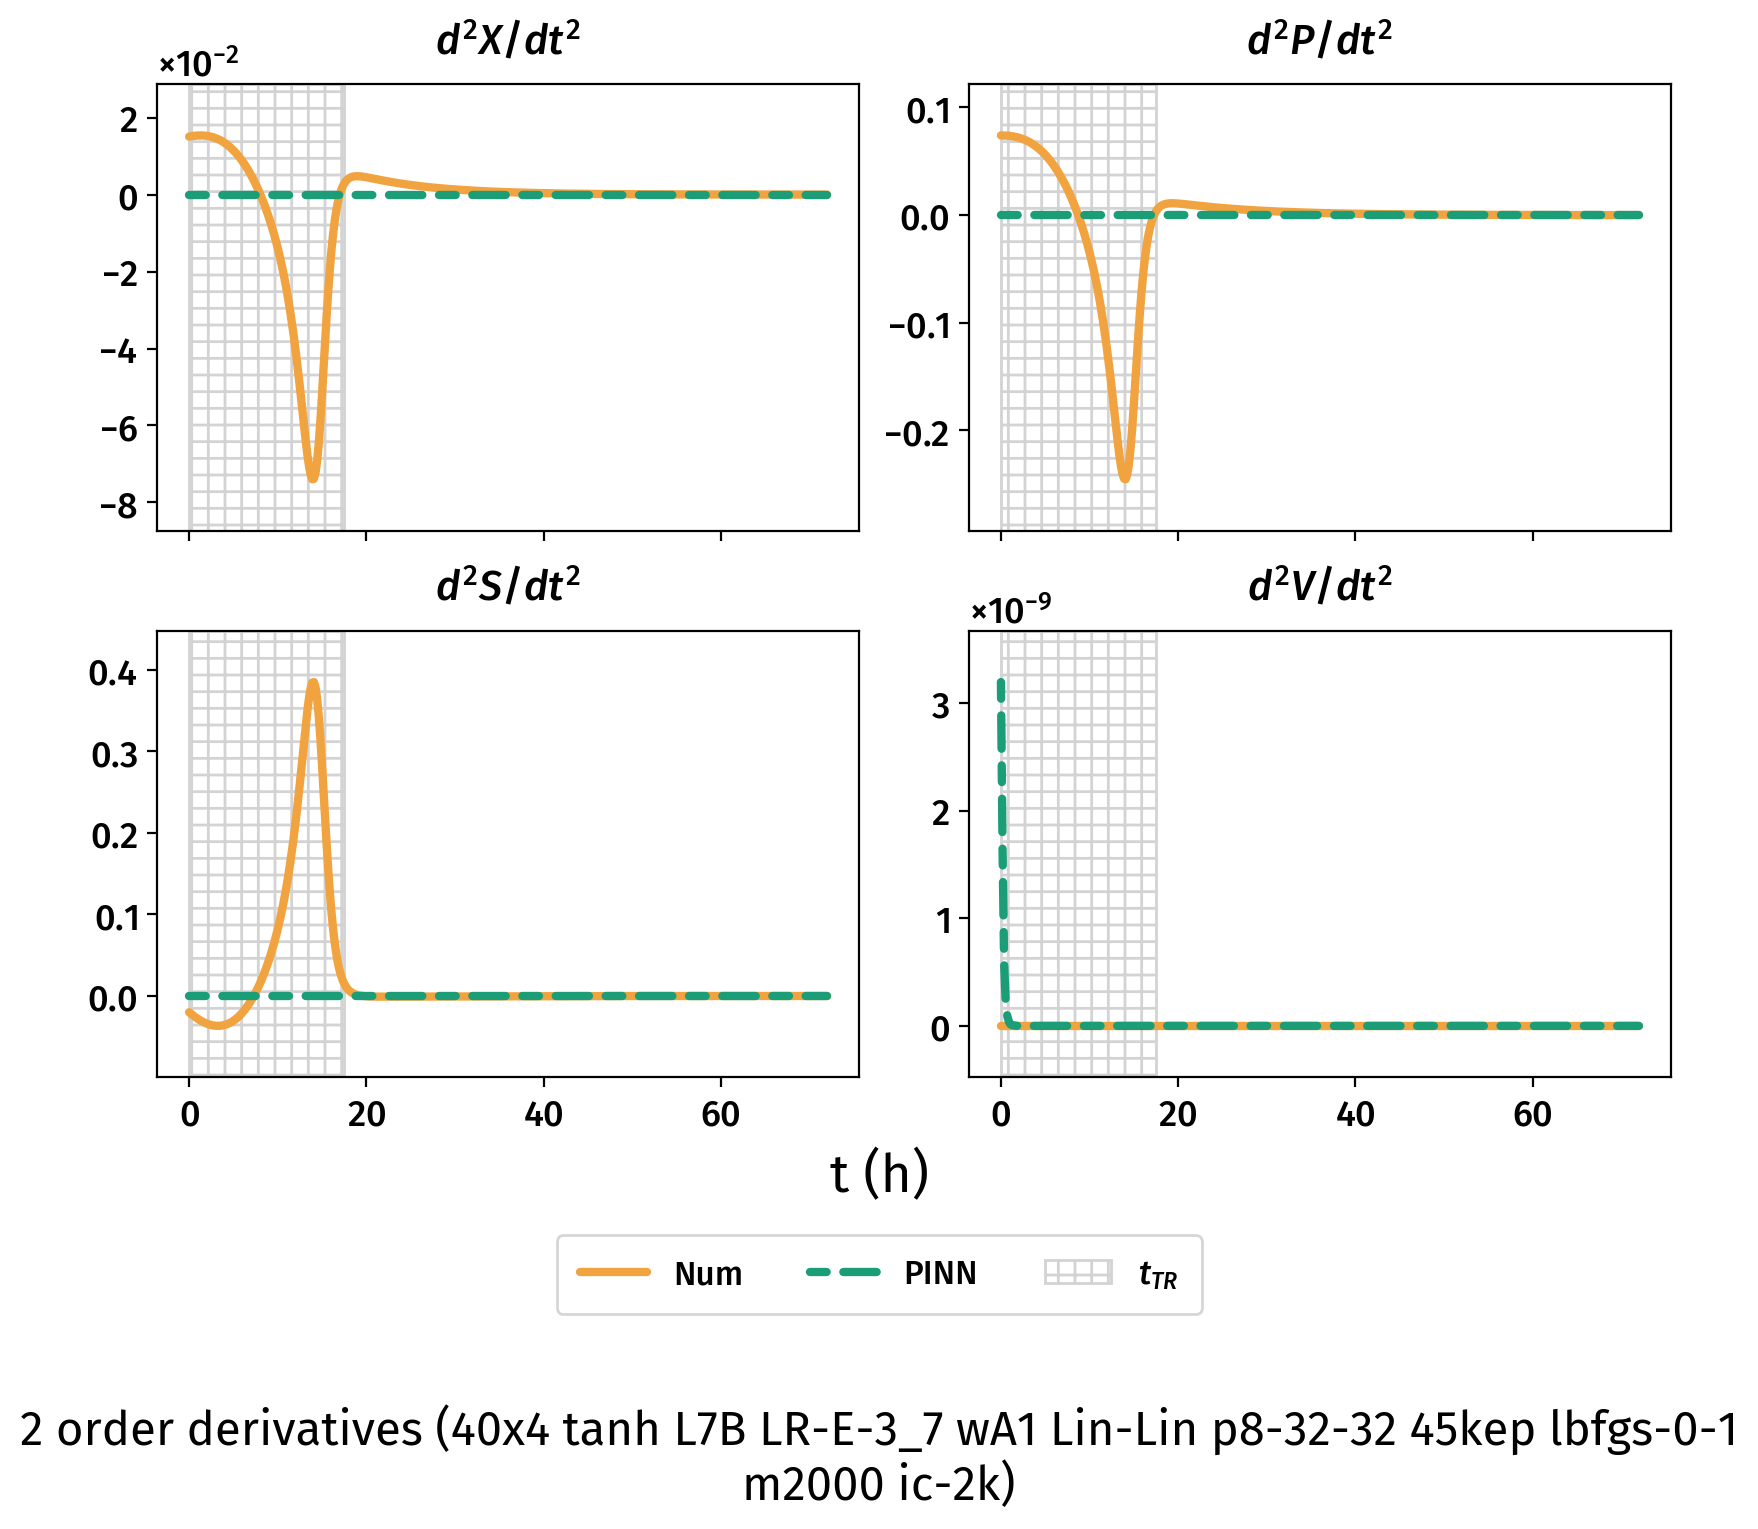 d²X/dt²
×10⁻²
2
0
−2
−4
−6
−8
d²P/dt²
0.1
0.0
−0.1
−0.2
d²S/dt²
0.4
0.3
0.2
0.1
0.0
0 20 40 60
d²V/dt²
×10⁻⁹
3
2
1
0
0 20 40 60
t (h)
Num PINN t_TR
2 order derivatives (40x4 tanh L7B LR-E-3_7 wA1 Lin-Lin p8-32-32 45kep lbfgs-0-1
m2000 ic-2k)